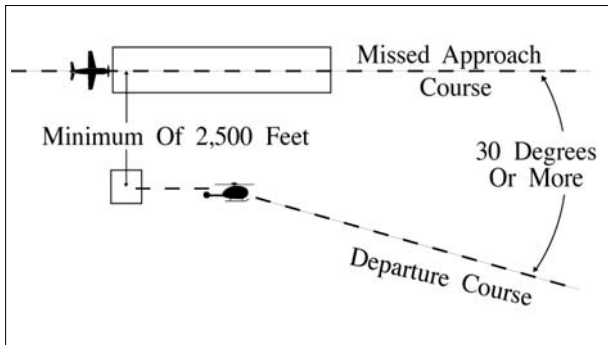 Missed Approach
Course
Minimum Of 2,500 Feet
30 Degrees
Or More
Departure Course